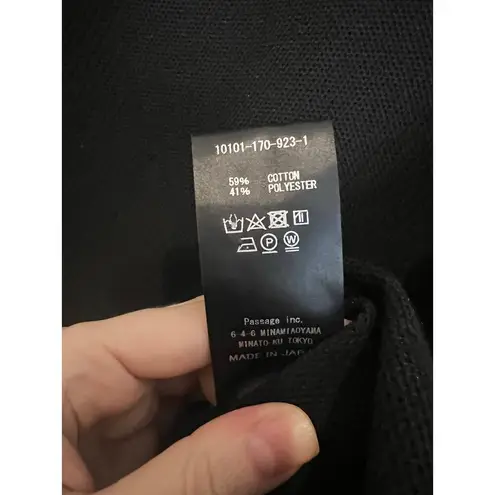 10101-170-923-1
59% COTTON
41% POLYESTER
Passage inc.
6-4-6 MINAMIAOYAMA
MINATO-KU TOKYO
MADE IN JAPAN